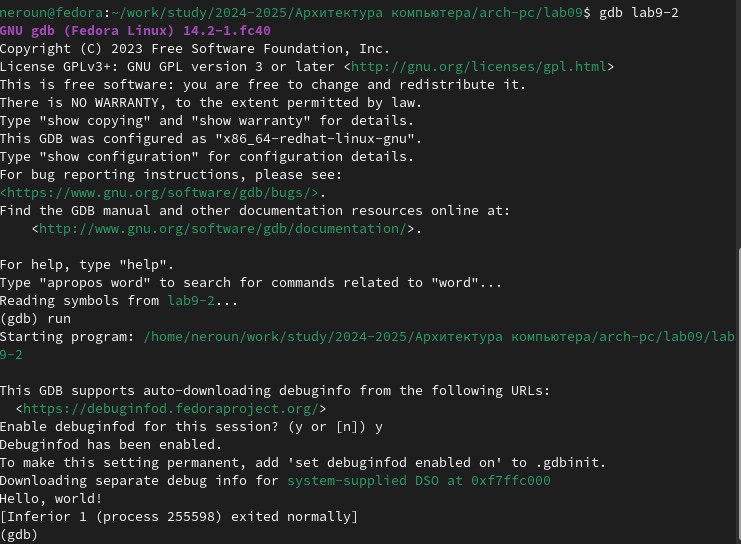 neroun@fedora:~/work/study/2024-2025/Архитектура компьютера/arch-pc/lab09$ gdb lab9-2
GNU gdb (Fedora Linux) 14.2-1.fc40
Copyright (C) 2023 Free Software Foundation, Inc.
License GPLv3+: GNU GPL version 3 or later <http://gnu.org/licenses/gpl.html>
This is free software: you are free to change and redistribute it.
There is NO WARRANTY, to the extent permitted by law.
Type "show copying" and "show warranty" for details.
This GDB was configured as "x86_64-redhat-linux-gnu".
Type "show configuration" for configuration details.
For bug reporting instructions, please see:
<https://www.gnu.org/software/gdb/bugs/>.
Find the GDB manual and other documentation resources online at:
    <http://www.gnu.org/software/gdb/documentation/>.

For help, type "help".
Type "apropos word" to search for commands related to "word"...
Reading symbols from lab9-2...
(gdb) run
Starting program: /home/neroun/work/study/2024-2025/Архитектура компьютера/arch-pc/lab09/lab
9-2

This GDB supports auto-downloading debuginfo from the following URLs:
  <https://debuginfod.fedoraproject.org/>
Enable debuginfod for this session? (y or [n]) y
Debuginfod has been enabled.
To make this setting permanent, add 'set debuginfod enabled on' to .gdbinit.
Downloading separate debug info for system-supplied DSO at 0xf7ffc000
Hello, world!
[Inferior 1 (process 255598) exited normally]
(gdb)